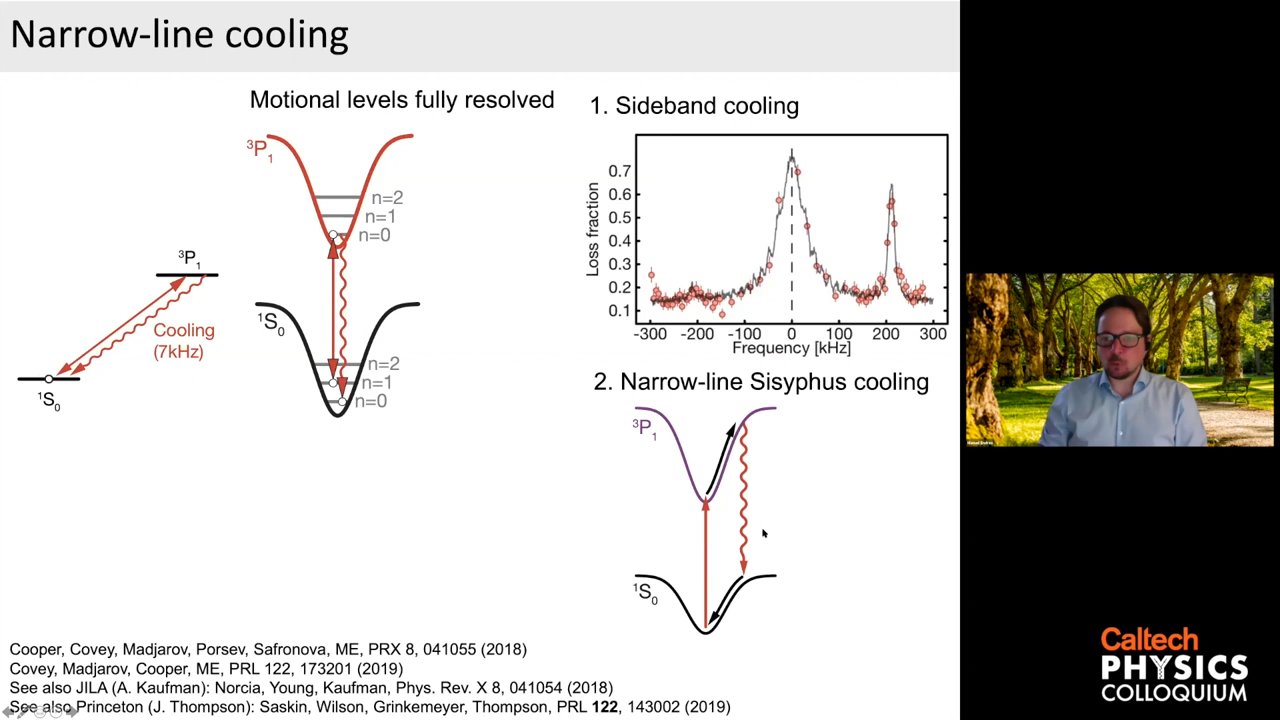 Narrow-line cooling
Motional levels fully resolved
³P₁
n=2
n=1
n=0
¹S₀
n=2
n=1
n=0
³P₁
Cooling
(7kHz)
¹S₀
1. Sideband cooling
Loss fraction
0.7
0.6
0.5
0.4
0.3
0.2
0.1
-300 -200 -100 0 100 200 300
Frequency [kHz]
2. Narrow-line Sisyphus cooling
³P₁
¹S₀
Cooper, Covey, Madjarov, Porsev, Safronova, ME, PRX 8, 041055 (2018)
Covey, Madjarov, Cooper, ME, PRL 122, 173201 (2019)
See also JILA (A. Kaufman): Norcia, Young, Kaufman, Phys. Rev. X 8, 041054 (2018)
See also Princeton (J. Thompson): Saskin, Wilson, Grinkemeyer, Thompson, PRL 122, 143002 (2019)
Caltech
PHYSICS
COLLOQUIUM